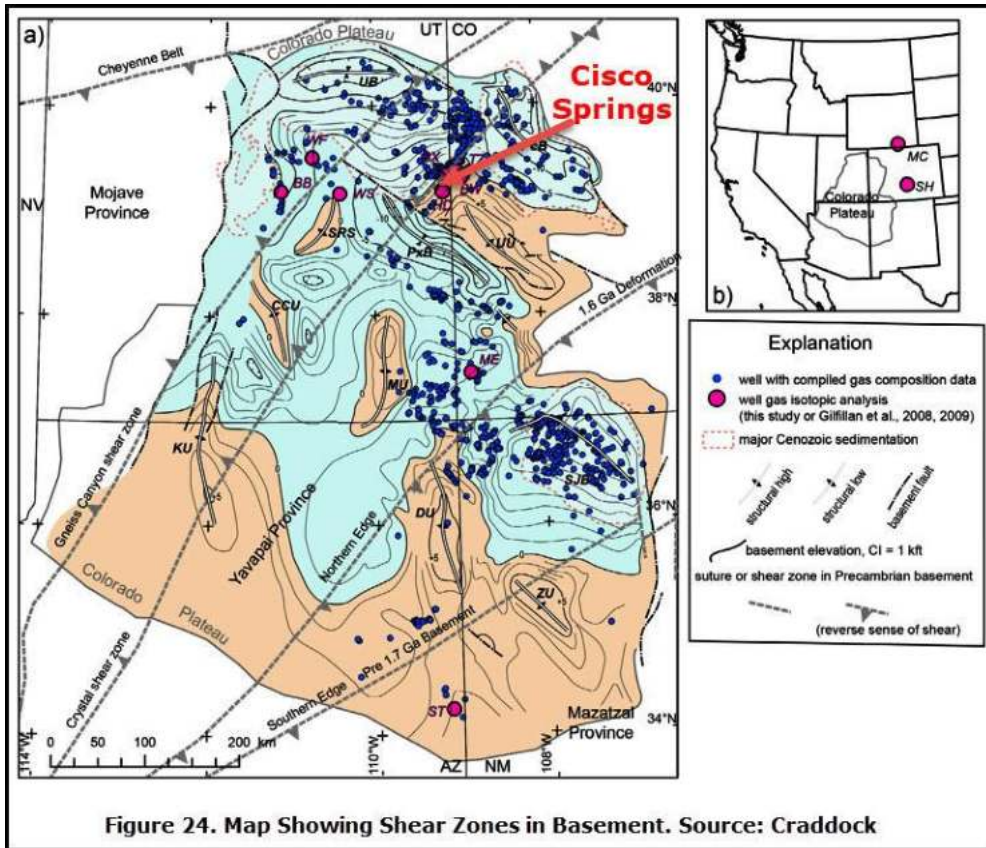 a)
Colorado Plateau
UT CO
Cheyenne Belt
UB
Cisco
Springs
40°N
WF
BB
WS
Mojave
Province
NV
SRS
PxB
UU
CCU
1.6 Ga Deformation
38°N
MU
ME
KU
SJB
36°N
DU
ZU
Gneiss Canyon shear zone
Yavapai Province
Northern Edge
Colorado Plateau
Crystal shear zone
Southern Edge Pre 1.7 Ga Basement
ST
Mazatzal
Province
34°N
114°W
110°W
108°W
0 50 100 200 km
AZ NM
MC
SH
Colorado
Plateau
b)
Explanation
well with compiled gas composition data
well gas isotopic analysis
(this study or Gilfillan et al., 2008, 2009)
major Cenozoic sedimentation
structural high
structural low
basement fault
basement elevation, CI = 1 kft
suture or shear zone in Precambrian basement
(reverse sense of shear)
Figure 24. Map Showing Shear Zones in Basement. Source: Craddock